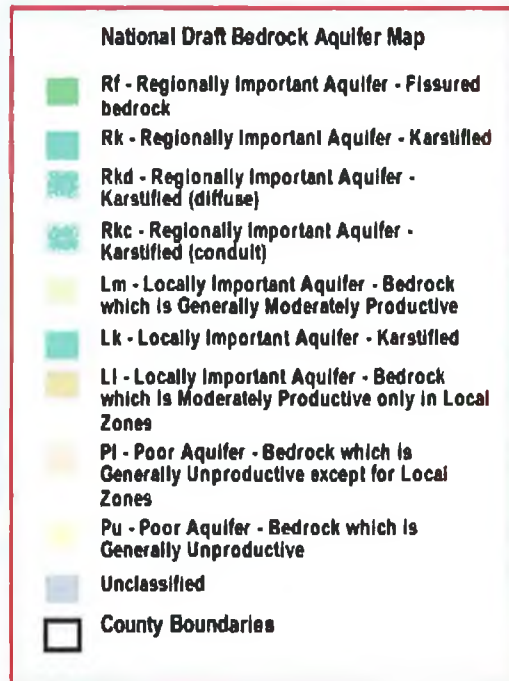 National Draft Bedrock Aquifer Map
Rf - Regionally Important Aquifer - Fissured
bedrock
Rk - Regionally Important Aquifer - Karstified
Rkd - Regionally Important Aquifer -
Karstified (diffuse)
Rkc - Regionally Important Aquifer -
Karstified (conduit)
Lm - Locally Important Aquifer - Bedrock
which is Generally Moderately Productive
Lk - Locally Important Aquifer - Karstified
Ll - Locally Important Aquifer - Bedrock
which is Moderately Productive only in Local
Zones
Pl - Poor Aquifer - Bedrock which is
Generally Unproductive except for Local
Zones
Pu - Poor Aquifer - Bedrock which is
Generally Unproductive
Unclassified
County Boundaries